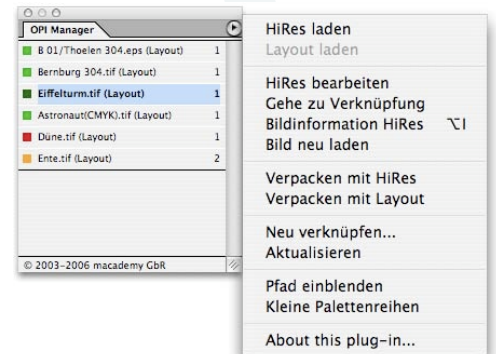 OPI Manager
B 01/Thoelen 304.eps (Layout) 1
Bernburg 304.tif (Layout) 1
Eiffelturm.tif (Layout) 1
Astronaut(CMYK).tif (Layout) 1
Düne.tif (Layout) 1
Ente.tif (Layout) 2
© 2003–2006 macademy GbR
HiRes laden
Layout laden
HiRes bearbeiten
Gehe zu Verknüpfung
Bildinformation HiRes ⌥I
Bild neu laden
Verpacken mit HiRes
Verpacken mit Layout
Neu verknüpfen...
Aktualisieren
Pfad einblenden
Kleine Palettenreihen
About this plug-in...